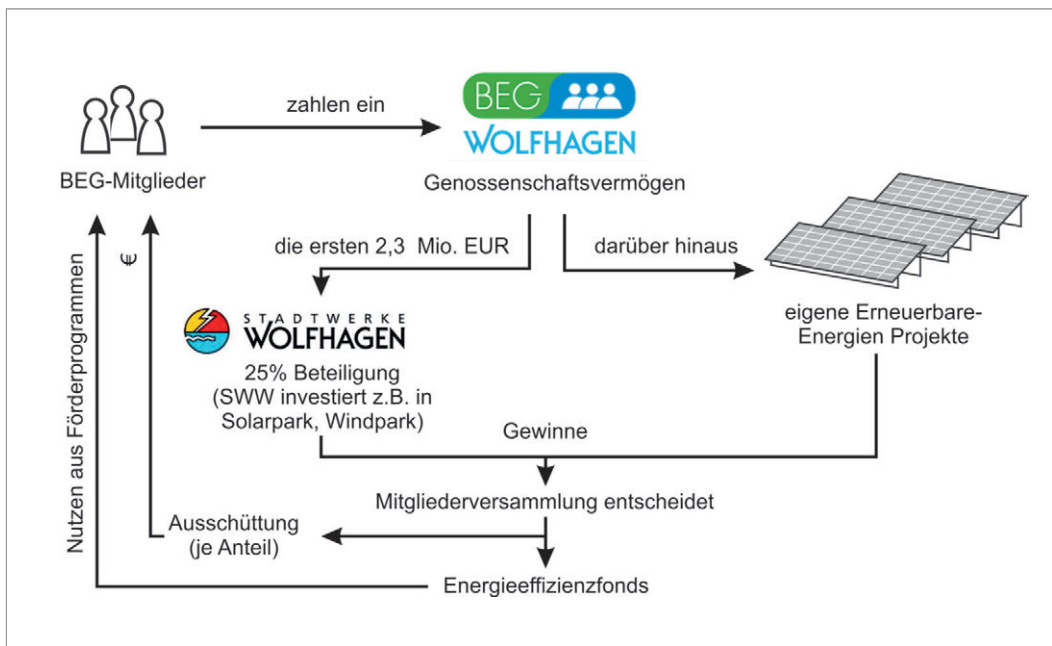 zahlen ein
BEG
WOLFHAGEN
BEG-Mitglieder
Genossenschaftsvermögen
die ersten 2,3 Mio. EUR
darüber hinaus
€
Nutzen aus Förderprogrammen
STADTWERKE
WOLFHAGEN
25% Beteiligung
(SWW investiert z.B. in
Solarpark, Windpark)
eigene Erneuerbare-
Energien Projekte
Gewinne
Mitgliederversammlung entscheidet
Ausschüttung
(je Anteil)
Energieeffizienzfonds